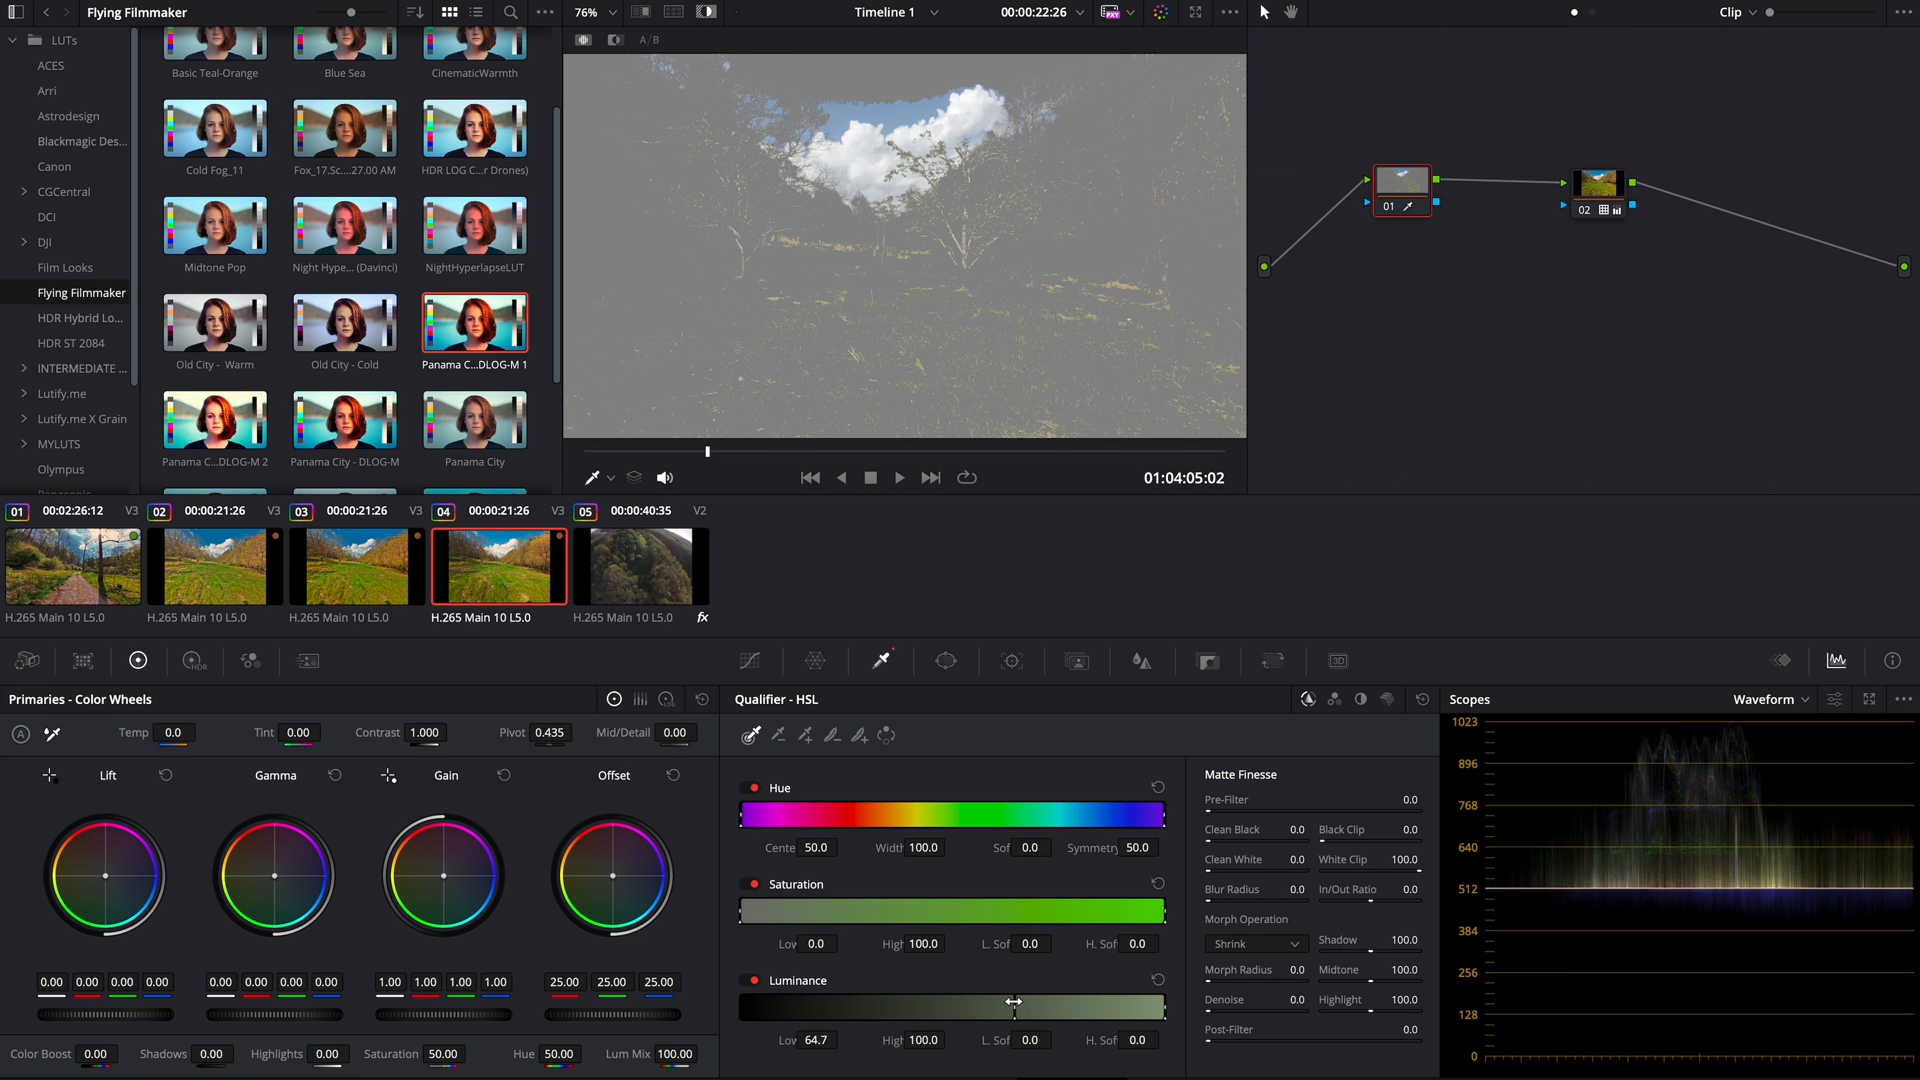 Flying Filmmaker
76%
Timeline 1
00:00:22:26
Clip
LUTs
ACES
Arri
Astrodesign
Blackmagic Des...
Canon
CGCentral
DCI
DJI
Film Looks
Flying Filmmaker
HDR Hybrid Lo...
HDR ST 2084
INTERMEDIATE ...
Lutify.me
Lutify.me X Grain
MYLUTS
Olympus
Basic Teal-Orange
Blue Sea
CinematicWarmth
Cold Fog_11
Fox_17.Sc....27.00 AM
HDR LOG C...r Drones)
Midtone Pop
Night Hype... (Davinci)
NightHyperlapseLUT
Old City - Warm
Old City - Cold
Panama C...DLOG-M 1
Panama C...DLOG-M 2
Panama City - DLOG-M
Panama City
A/B
01:04:05:02
01
02
01 00:02:26:12 V3
02 00:00:21:26 V3
03 00:00:21:26 V3
04 00:00:21:26 V3
05 00:00:40:35 V2
H.265 Main 10 L5.0
H.265 Main 10 L5.0
H.265 Main 10 L5.0
H.265 Main 10 L5.0
H.265 Main 10 L5.0 fx
HDR
3D
Primaries - Color Wheels
LOG
A
Temp 0.0
Tint 0.00
Contrast 1.000
Pivot 0.435
Mid/Detail 0.00
Lift
Gamma
Gain
Offset
0.00 0.00 0.00 0.00
0.00 0.00 0.00 0.00
1.00 1.00 1.00 1.00
25.00 25.00 25.00
Color Boost 0.00
Shadows 0.00
Highlights 0.00
Saturation 50.00
Hue 50.00
Lum Mix 100.00
Qualifier - HSL
Hue
Cente 50.0
Width 100.0
Sof 0.0
Symmetry 50.0
Saturation
Low 0.0
High 100.0
L. Sof 0.0
H. Sof 0.0
Luminance
Low 64.7
High 100.0
L. Sof 0.0
H. Sof 0.0
Matte Finesse
Pre-Filter 0.0
Clean Black 0.0
Black Clip 0.0
Clean White 0.0
White Clip 100.0
Blur Radius 0.0
In/Out Ratio 0.0
Morph Operation
Shrink
Shadow 100.0
Morph Radius 0.0
Midtone 100.0
Denoise 0.0
Highlight 100.0
Post-Filter 0.0
Scopes
Waveform
1023
896
768
640
512
384
256
128
0